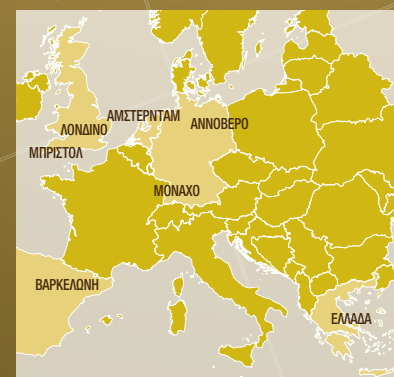 ΑΜΣΤΕΡΝΤΑΜ
ΑΝΝΟΒΕΡΟ
ΛΟΝΔΙΝΟ
ΜΠΡΙΣΤΟΛ
ΜΟΝΑΧΟ
ΒΑΡΚΕΛΩΝΗ
ΕΛΛΑΔΑ